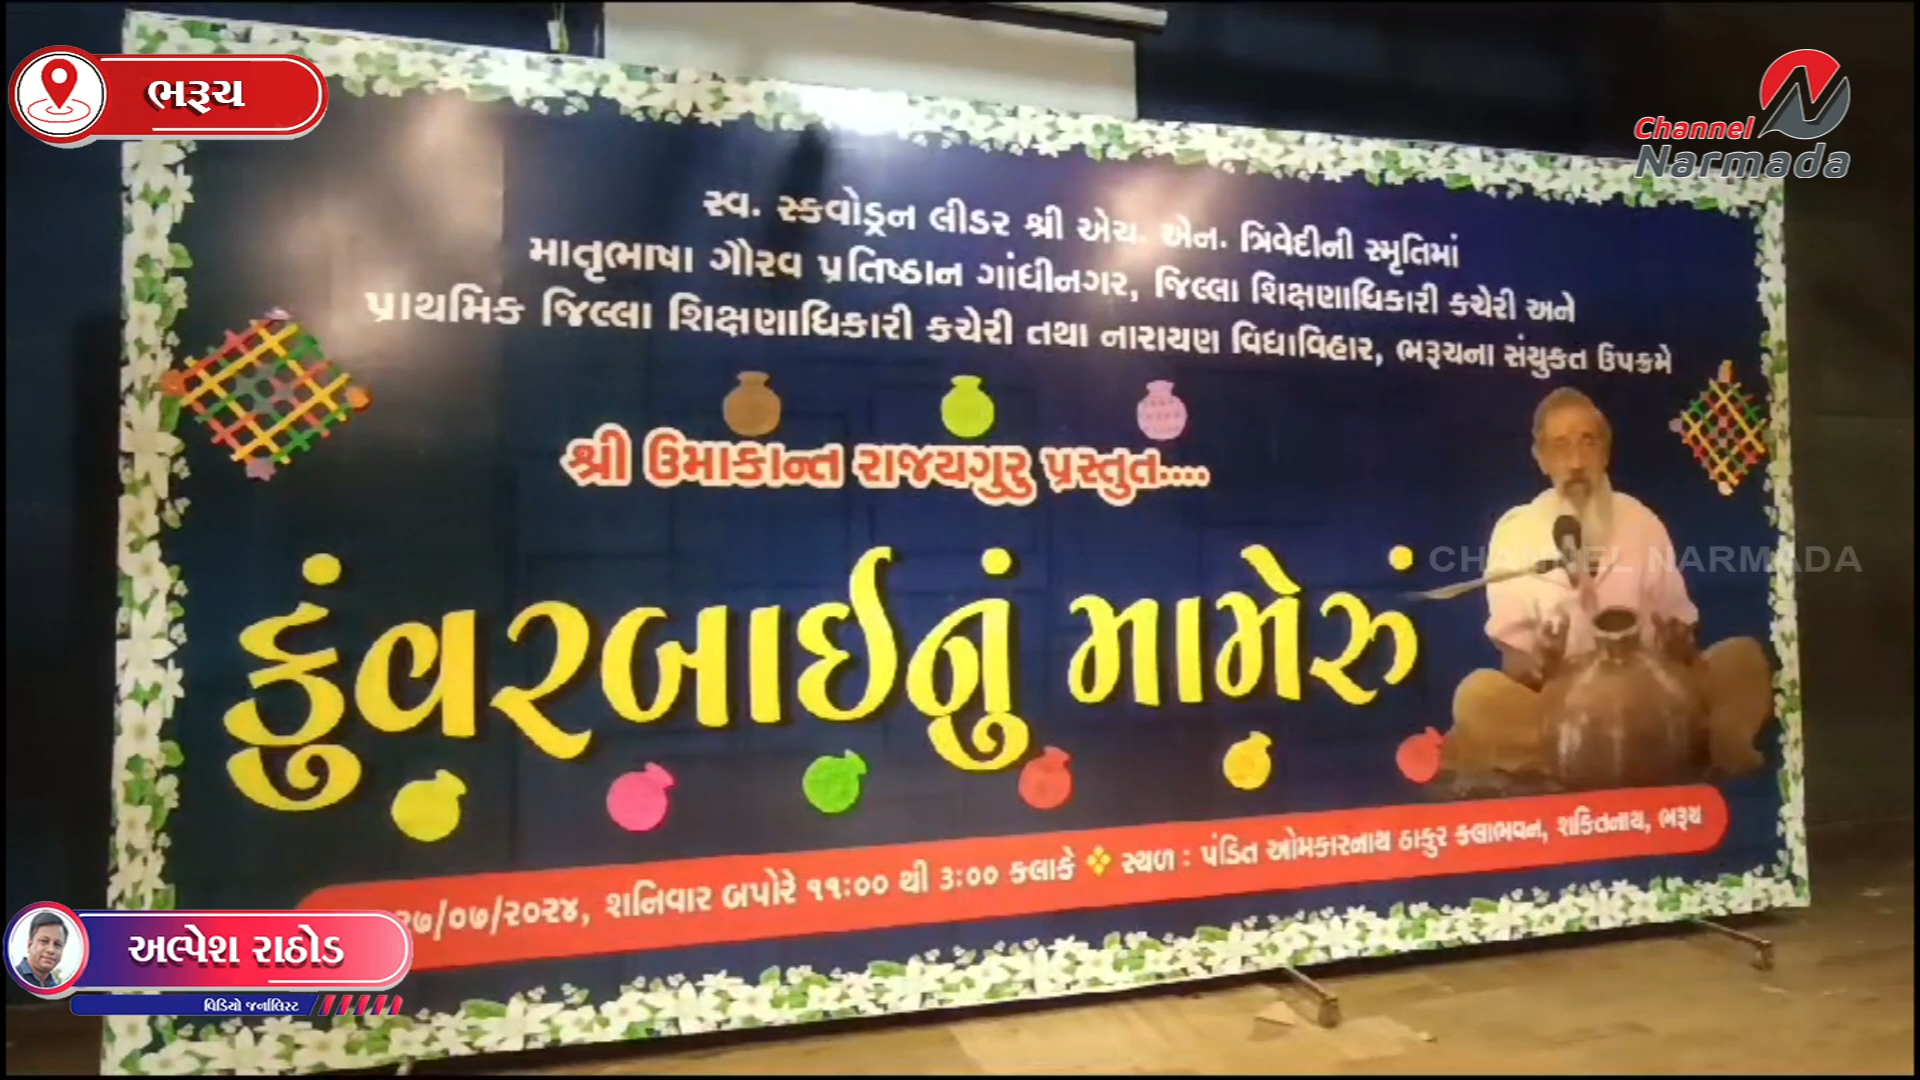 ભરૂચ
Channel
Narmada
સ્વ. સ્કવોડ્રન લીડર શ્રી એચ. એન. ત્રિવેદીની સ્મૃતિમાં
માતૃભાષા ગૌરવ પ્રતિષ્ઠાન ગાંધીનગર, જિલ્લા શિક્ષણાધિકારી કચેરી અને
પ્રાથમિક જિલ્લા શિક્ષણાધિકારી કચેરી તથા નારાયણ વિદ્યાવિહાર, ભરૂચના સંયુકત ઉપક્રમે
શ્રી ઉમાકાન્ત રાજયગુરુ પ્રસ્તુત....
CHANNEL NARMADA
કુંવરબાઈનું મામેરું
૨૭/૦૭/૨૦૨૪, શનિવાર બપોરે ૧૧:૦૦ થી ૩:૦૦ કલાકે સ્થળ : પંડિત ઓમકારનાથ ઠાકુર કલાભવન, શકિતનાથ, ભરૂચ
અલ્પેશ રાઠોડ
વિડિયો જર્નાલિસ્ટ